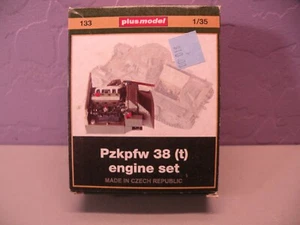 133 plusmodel 1/35
Pzkpfw 38 (t)
engine set
MADE IN CZECH REPUBLIC